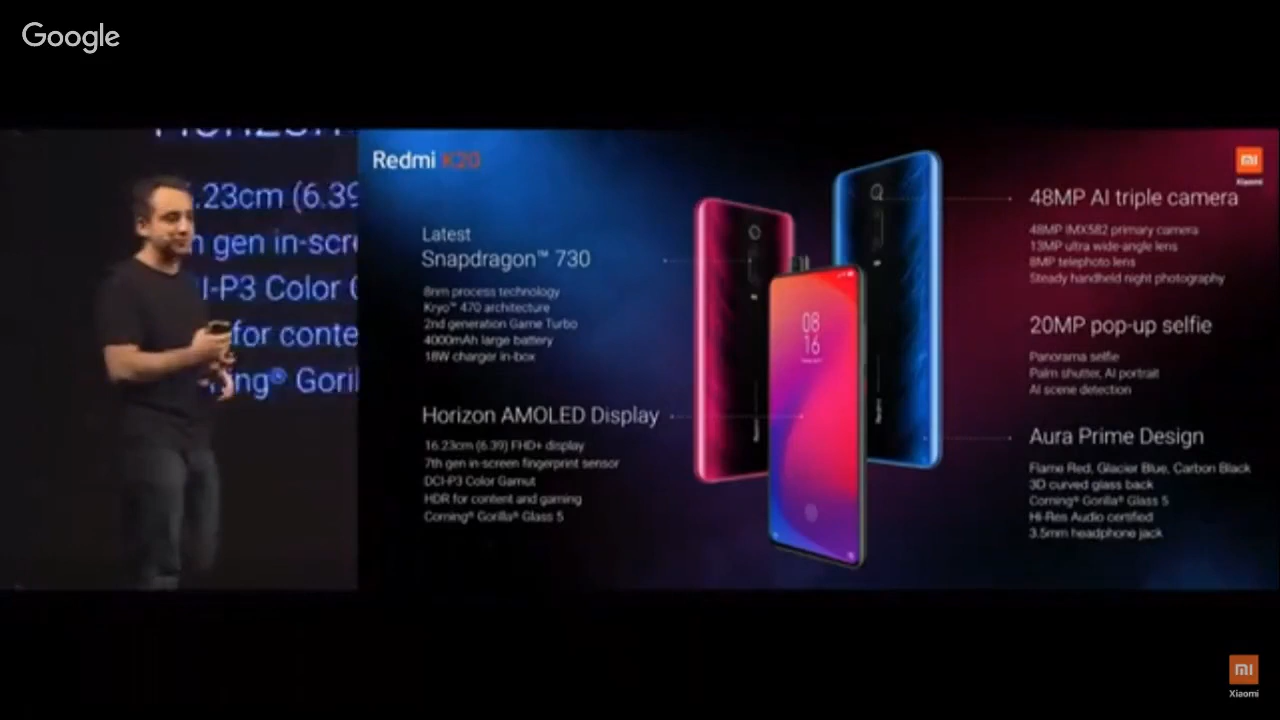 Google
.23cm (6.39
n gen in-scre
I-P3 Color
for conte
ing® Goril
Redmi K20
mi
Xiaomi
Latest
Snapdragon™ 730
8nm process technology
Kryo™ 470 architecture
2nd generation Game Turbo
4000mAh large battery
18W charger in-box
Horizon AMOLED Display
16.23cm (6.39) FHD+ display
7th gen in-screen fingerprint sensor
DCI-P3 Color Gamut
HDR for content and gaming
Corning® Gorilla® Glass 5
08
16
Redmi
48MP AI triple camera
48MP IMX582 primary camera
13MP ultra wide-angle lens
8MP telephoto lens
Steady handheld night photography
20MP pop-up selfie
Panorama selfie
Palm shutter, AI portrait
AI scene detection
Aura Prime Design
Flame Red, Glacier Blue, Carbon Black
3D curved glass back
Corning® Gorilla® Glass 5
Hi-Res Audio certified
3.5mm headphone jack
mi
Xiaomi